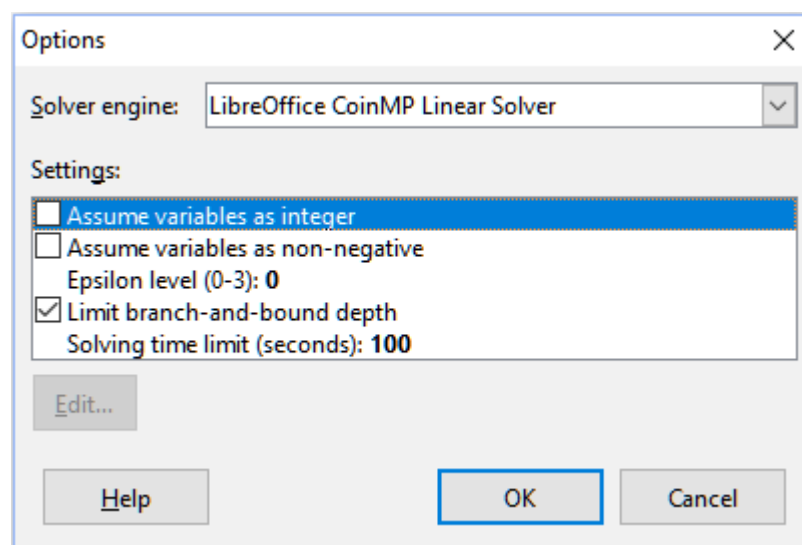 Options
Solver engine: LibreOffice CoinMP Linear Solver
Settings:
Assume variables as integer
Assume variables as non-negative
Epsilon level (0-3): 0
Limit branch-and-bound depth
Solving time limit (seconds): 100
Edit...
Help OK Cancel